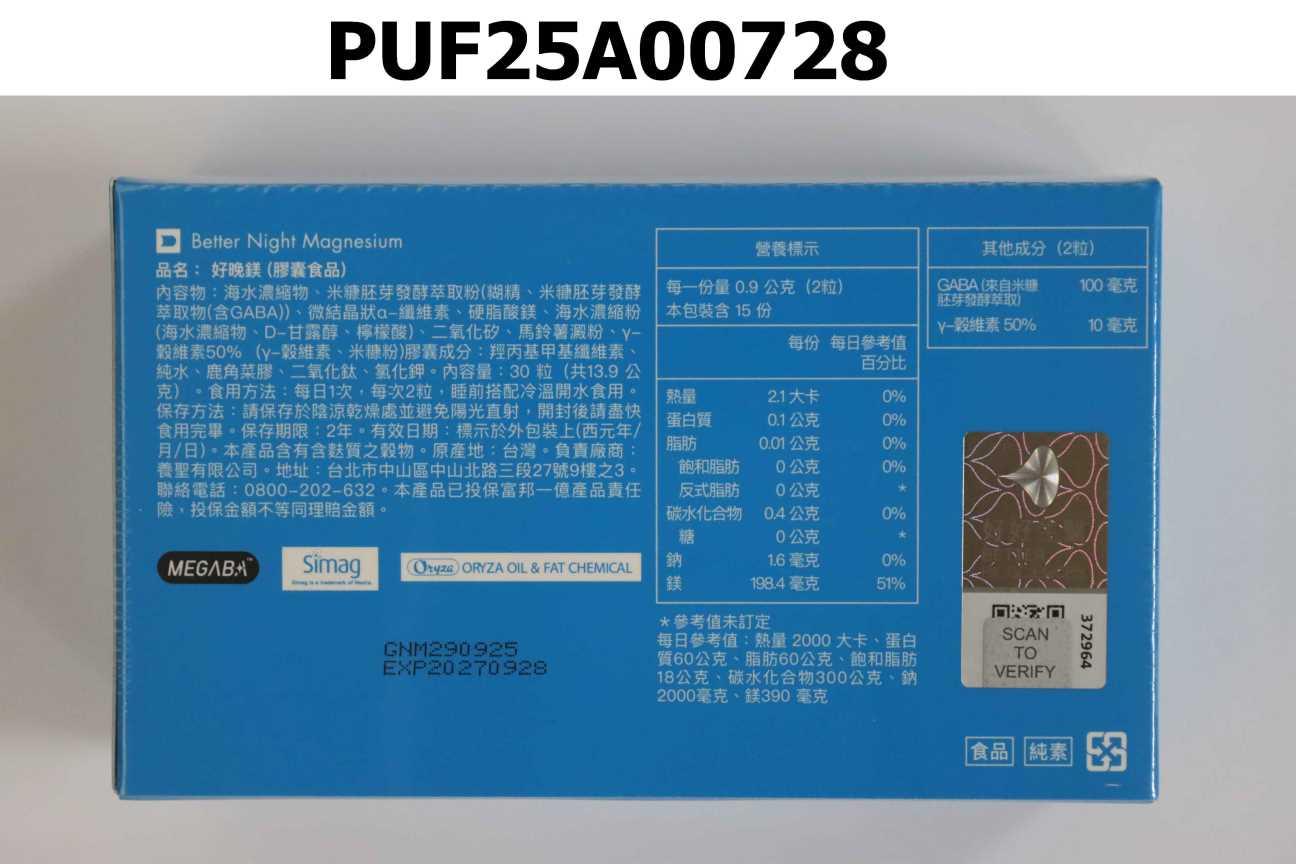 PUF25A00728
Better Night Magnesium
品名： 好晚鎂 (膠囊食品)
內容物：海水濃縮物、米糠胚芽發酵萃取粉(糊精、米糠胚芽發酵
萃取物(含GABA))、微結晶狀α-纖維素、硬脂酸鎂、海水濃縮粉
(海水濃縮物、D-甘露醇、檸檬酸)、二氧化矽、馬鈴薯澱粉、γ-
穀維素50%（γ-穀維素、米糠粉)膠囊成分：羥丙基甲基纖維素、
純水、鹿角菜膠、二氧化鈦、氯化鉀。內容量：30 粒（共13.9 公
克）。食用方法：每日1次，每次2粒，睡前搭配冷溫開水食用。
保存方法：請保存於陰涼乾燥處並避免陽光直射，開封後請盡快
食用完畢。保存期限：2年。有效日期：標示於外包裝上(西元年/
月/日)。本產品含有含麩質之穀物。原產地：台灣。負責廠商：
養聖有限公司。地址：台北市中山區中山北路三段27號9樓之3。
聯絡電話：0800-202-632。本產品已投保富邦一億產品責任
險，投保金額不等同理賠金額。
MEGABA™
Simag
Simag is a trademark of Meota.
Oryza ORYZA OIL & FAT CHEMICAL
GNM290925
EXP20270928
營養標示
每一份量 0.9 公克（2粒）
本包裝含 15 份
每份 每日參考值
百分比
熱量 2.1 大卡 0%
蛋白質 0.1 公克 0%
脂肪 0.01 公克 0%
飽和脂肪 0 公克 0%
反式脂肪 0 公克 *
碳水化合物 0.4 公克 0%
糖 0 公克 *
鈉 1.6 毫克 0%
鎂 198.4 毫克 51%
*參考值未訂定
每日參考值：熱量 2000 大卡、蛋白
質60公克、脂肪60公克、飽和脂肪
18公克、碳水化合物300公克、鈉
2000毫克、鎂390 毫克
其他成分（2粒）
GABA (來自米糠 100 毫克
胚芽發酵萃取)
γ-穀維素 50% 10 毫克
SCAN
TO
VERIFY
372964
食品 純素